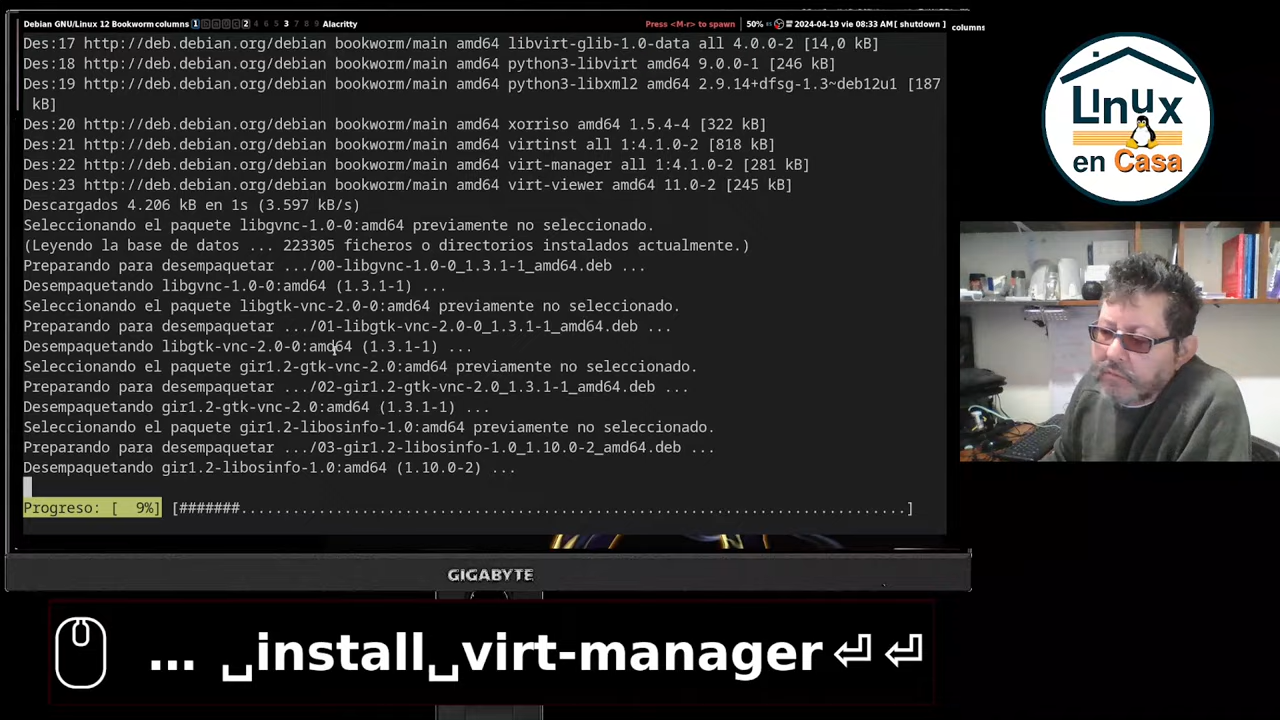 Debian GNU/Linux 12 Bookworm columns 1 2 4 6 3 7 8 9 Alacritty Press <M-r> to spawn 50% 2024-04-19 vie 08:33 AM [ shutdown ] columns
Des:17 http://deb.debian.org/debian bookworm/main amd64 libvirt-glib-1.0-data all 4.0.0-2 [14,0 kB]
Des:18 http://deb.debian.org/debian bookworm/main amd64 python3-libvirt amd64 9.0.0-1 [246 kB]
Des:19 http://deb.debian.org/debian bookworm/main amd64 python3-libxml2 amd64 2.9.14+dfsg-1.3~deb12u1 [187
kB]
Des:20 http://deb.debian.org/debian bookworm/main amd64 xorriso amd64 1.5.4-4 [322 kB]
Des:21 http://deb.debian.org/debian bookworm/main amd64 virtinst all 1:4.1.0-2 [818 kB]
Des:22 http://deb.debian.org/debian bookworm/main amd64 virt-manager all 1:4.1.0-2 [281 kB]
Des:23 http://deb.debian.org/debian bookworm/main amd64 virt-viewer amd64 11.0-2 [245 kB]
Descargados 4.206 kB en 1s (3.597 kB/s)
Seleccionando el paquete libgvnc-1.0-0:amd64 previamente no seleccionado.
(Leyendo la base de datos ... 223305 ficheros o directorios instalados actualmente.)
Preparando para desempaquetar .../00-libgvnc-1.0-0_1.3.1-1_amd64.deb ...
Desempaquetando libgvnc-1.0-0:amd64 (1.3.1-1) ...
Seleccionando el paquete libgtk-vnc-2.0-0:amd64 previamente no seleccionado.
Preparando para desempaquetar .../01-libgtk-vnc-2.0-0_1.3.1-1_amd64.deb ...
Desempaquetando libgtk-vnc-2.0-0:amd64 (1.3.1-1) ...
Seleccionando el paquete gir1.2-gtk-vnc-2.0:amd64 previamente no seleccionado.
Preparando para desempaquetar .../02-gir1.2-gtk-vnc-2.0_1.3.1-1_amd64.deb ...
Desempaquetando gir1.2-gtk-vnc-2.0:amd64 (1.3.1-1) ...
Seleccionando el paquete gir1.2-libosinfo-1.0:amd64 previamente no seleccionado.
Preparando para desempaquetar .../03-gir1.2-libosinfo-1.0_1.10.0-2_amd64.deb ...
Desempaquetando gir1.2-libosinfo-1.0:amd64 (1.10.0-2) ...
Progreso: [ 9%] [#######..............................................................................]
GIGABYTE
... ␣install␣virt-manager⏎⏎
Linux
en Casa